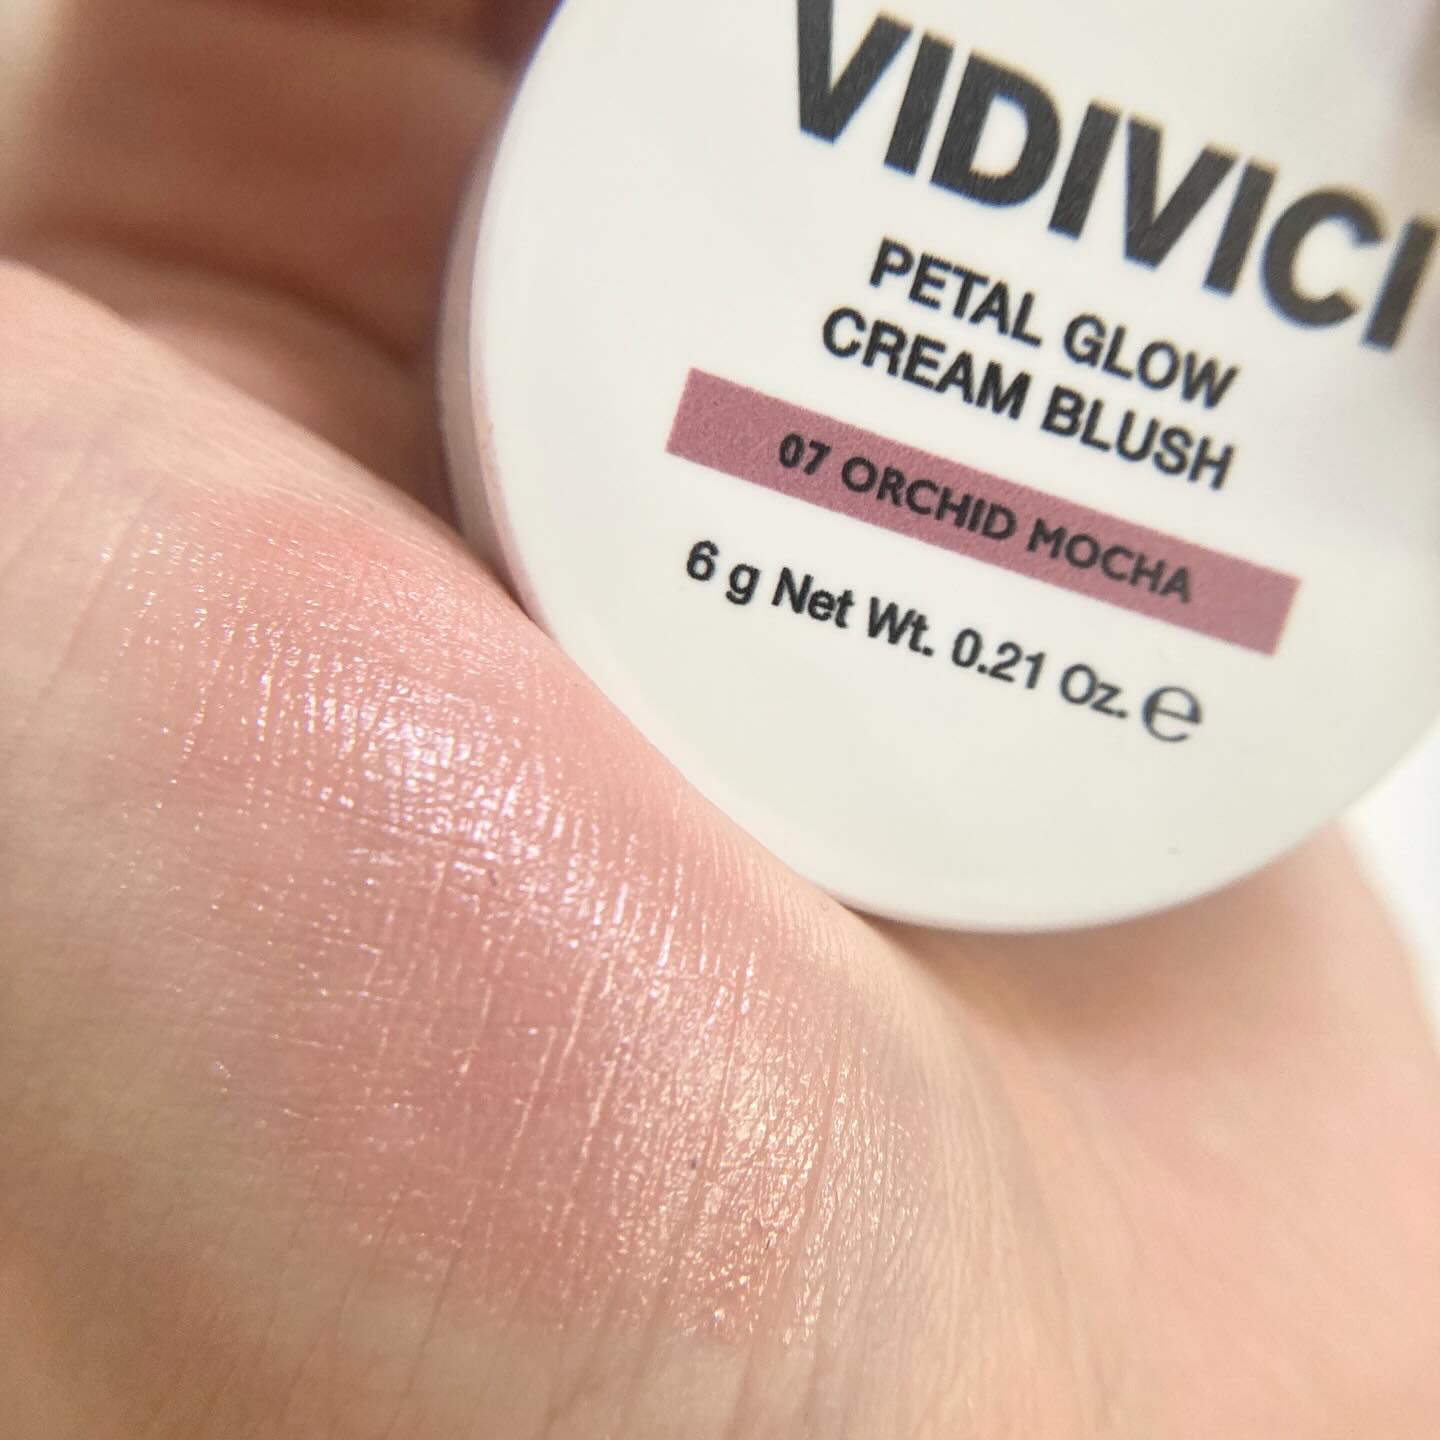 VIDIVICI
PETAL GLOW
CREAM BLUSH
07 ORCHID MOCHA
6 g Net Wt. 0.21 Oz. ℮